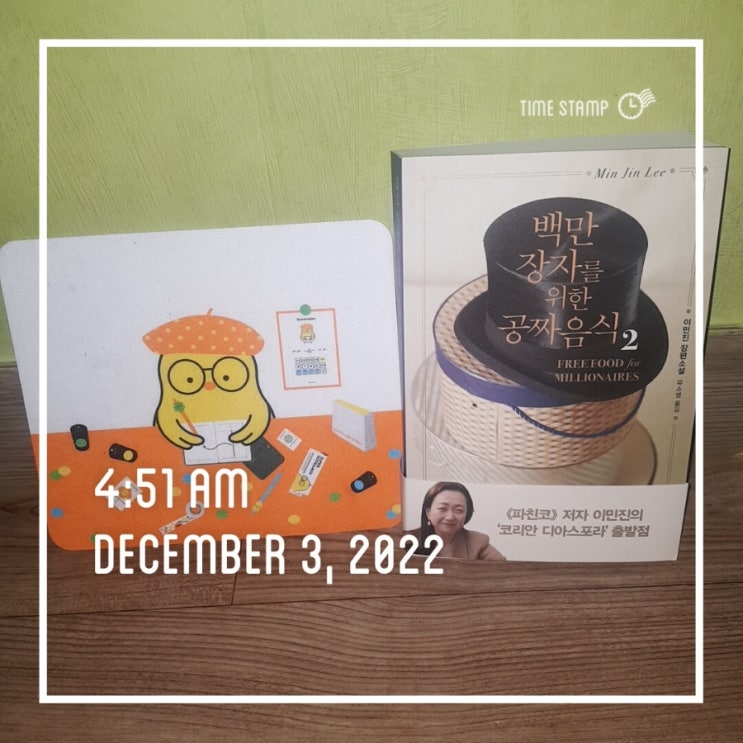 TIME STAMP
Min Jin Lee
백만
장자를
위한
공짜음식 2
FREE FOOD for
MILLIONAIRES
이민진 장편소설
《파친코》 저자 이민진의
'코리안 디아스포라' 출발점
4:51 AM
DECEMBER 3, 2022